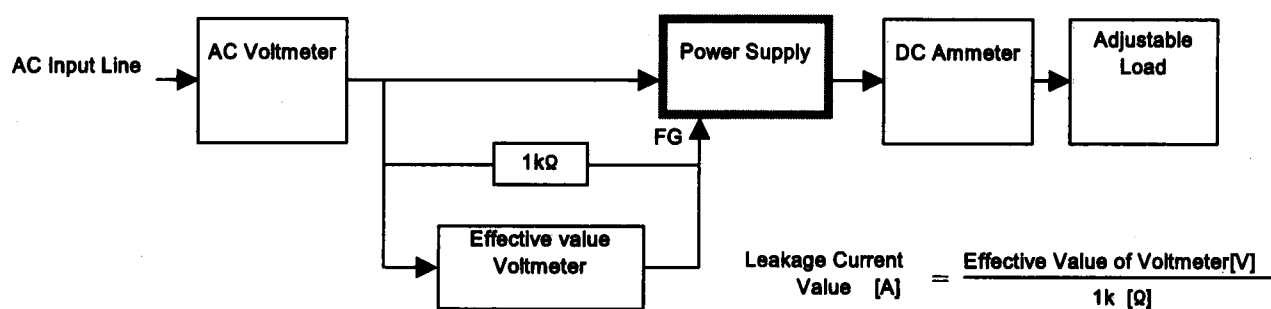 AC Input Line
AC Voltmeter
Power Supply
DC Ammeter
Adjustable
Load
FG
1kΩ
Effective value
Voltmeter
Leakage Current
Value [A]
=
Effective Value of Voltmeter[V]
1k [Ω]